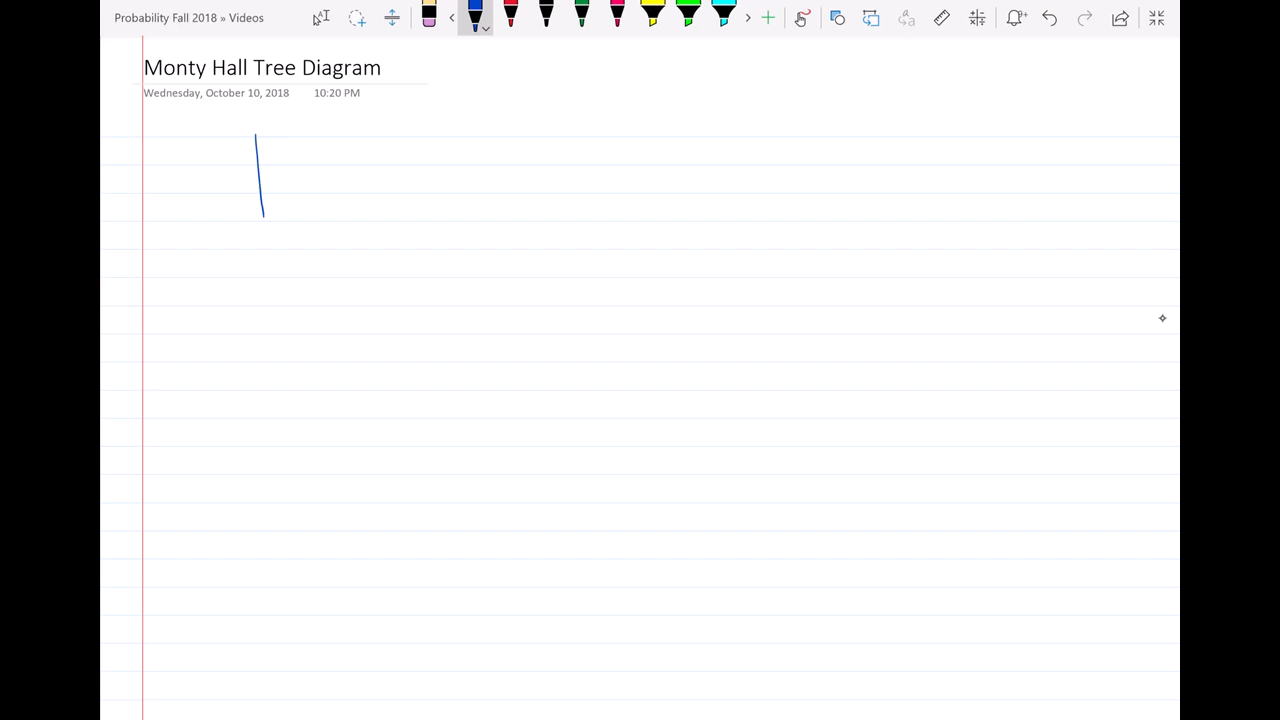 Probability Fall 2018 » Videos
Monty Hall Tree Diagram
Wednesday, October 10, 2018 10:20 PM